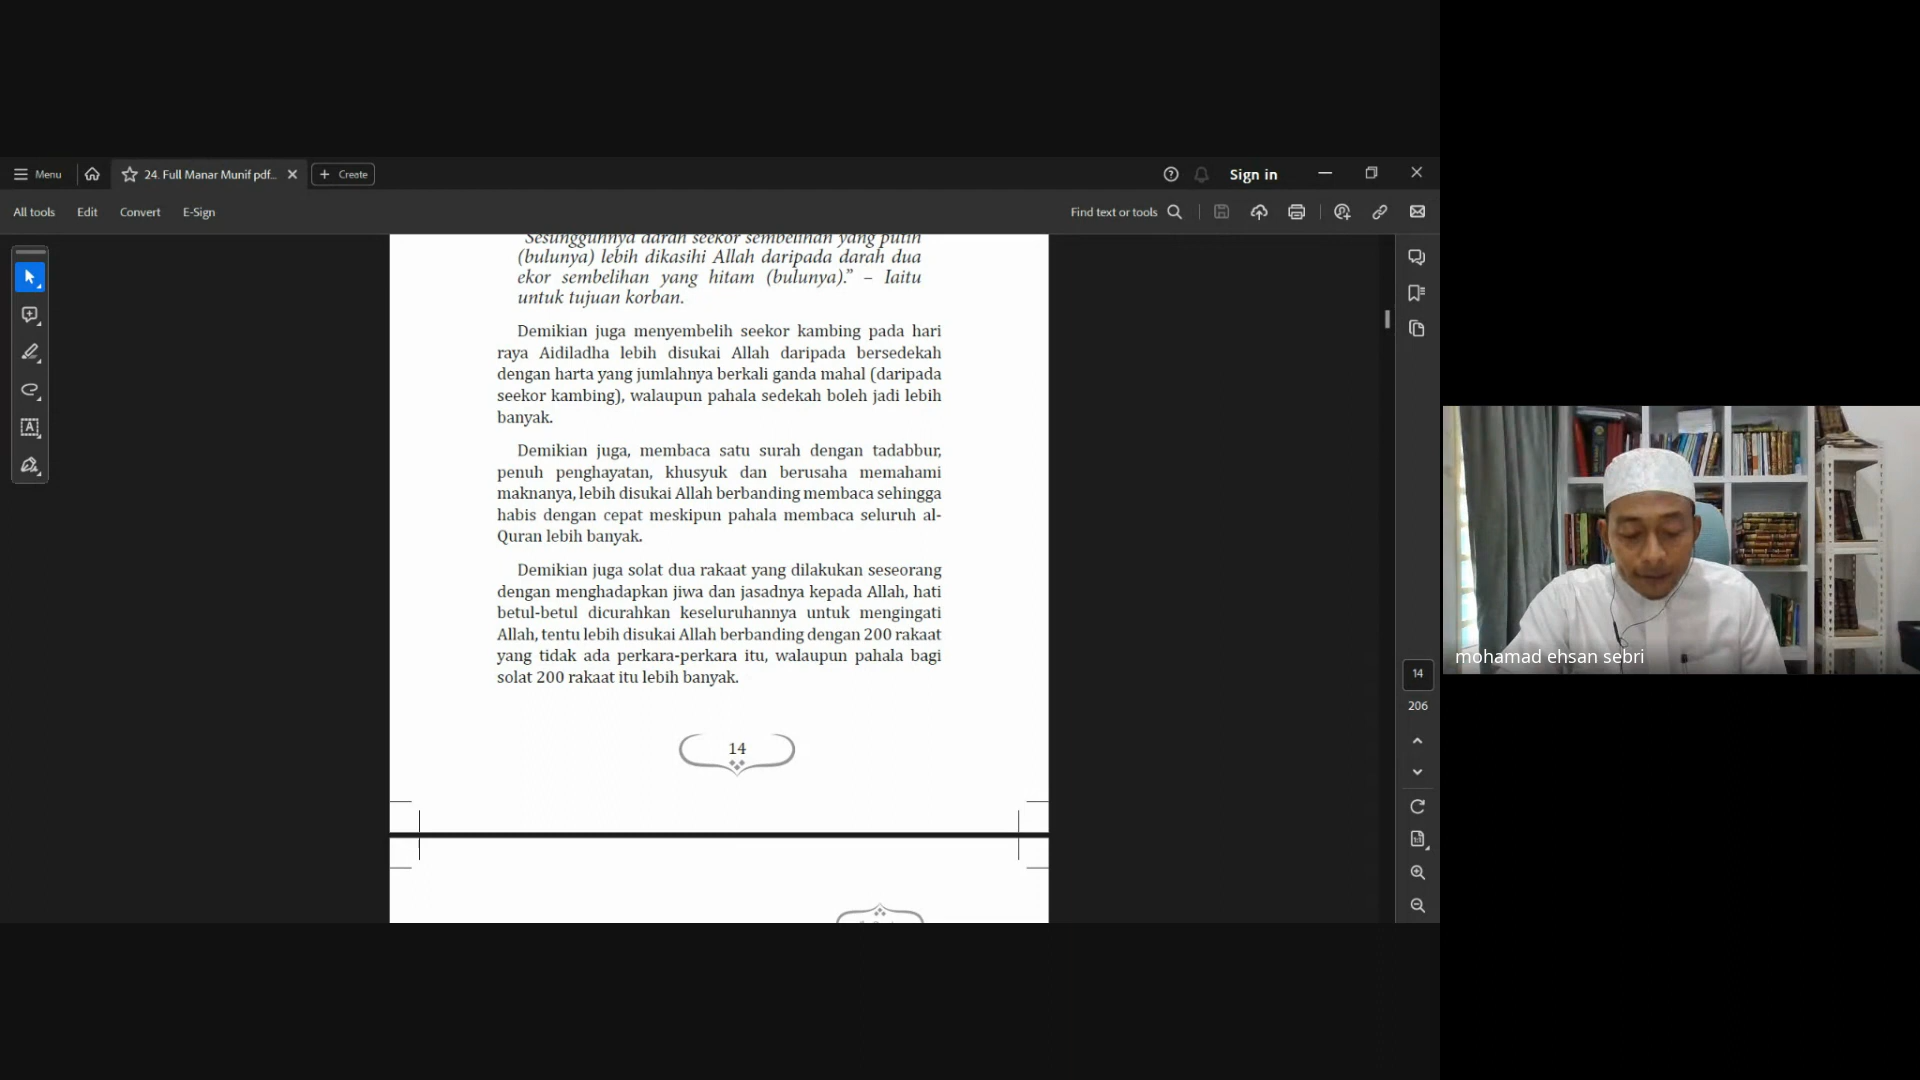 Menu
24. Full Manar Munif pdf...
Create
Sign in
All tools
Edit
Convert
E-Sign
Find text or tools
"Sesungguhnya darah seekor sembelihan yang putih
(bulunya) lebih dikasihi Allah daripada darah dua
ekor sembelihan yang hitam (bulunya)." – Iaitu
untuk tujuan korban.
Demikian juga menyembelih seekor kambing pada hari
raya Aidiladha lebih disukai Allah daripada bersedekah
dengan harta yang jumlahnya berkali ganda mahal (daripada
seekor kambing), walaupun pahala sedekah boleh jadi lebih
banyak.
Demikian juga, membaca satu surah dengan tadabbur,
penuh penghayatan, khusyuk dan berusaha memahami
maknanya, lebih disukai Allah berbanding membaca sehingga
habis dengan cepat meskipun pahala membaca seluruh al-
Quran lebih banyak.
Demikian juga solat dua rakaat yang dilakukan seseorang
dengan menghadapkan jiwa dan jasadnya kepada Allah, hati
betul-betul dicurahkan keseluruhannya untuk mengingati
Allah, tentu lebih disukai Allah berbanding dengan 200 rakaat
yang tidak ada perkara-perkara itu, walaupun pahala bagi
solat 200 rakaat itu lebih banyak.
14
14
206
mohamad ehsan sebri